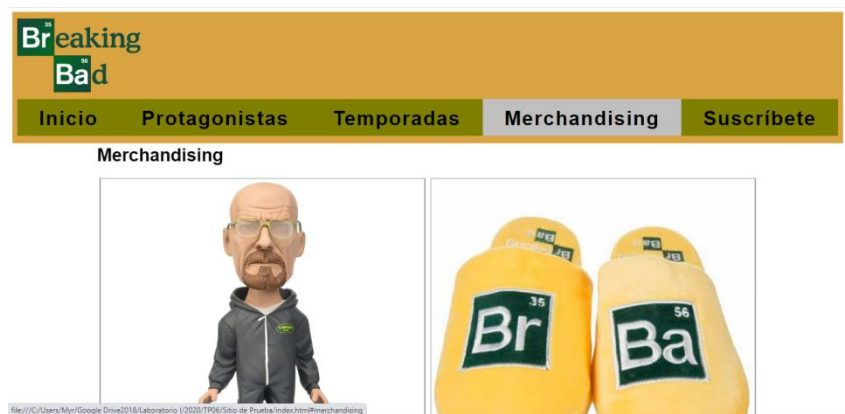 35
Breaking
56
Bad
Inicio Protagonistas Temporadas Merchandising Suscríbete
Merchandising
35
Br
56
Ba
file:///C:/Users/Myr/Google Drive2018/Laboratorio I/2020/TP06/Sitio de Prueba/index.html#merchandising